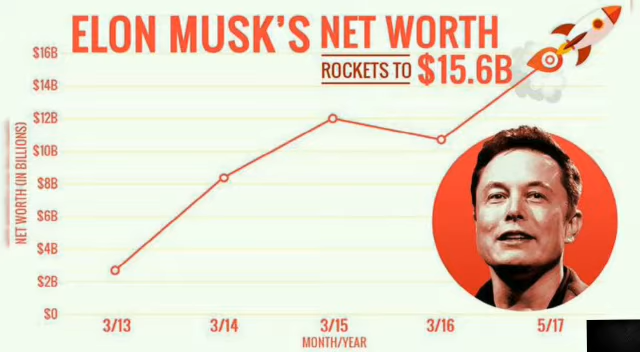 ELON MUSK'S NET WORTH
ROCKETS TO $15.6B
$16B
$14B
$12B
$10B
$8B
$6B
$4B
$2B
$0
NET WORTH (IN BILLIONS)
3/13 3/14 3/15 3/16 5/17
MONTH/YEAR